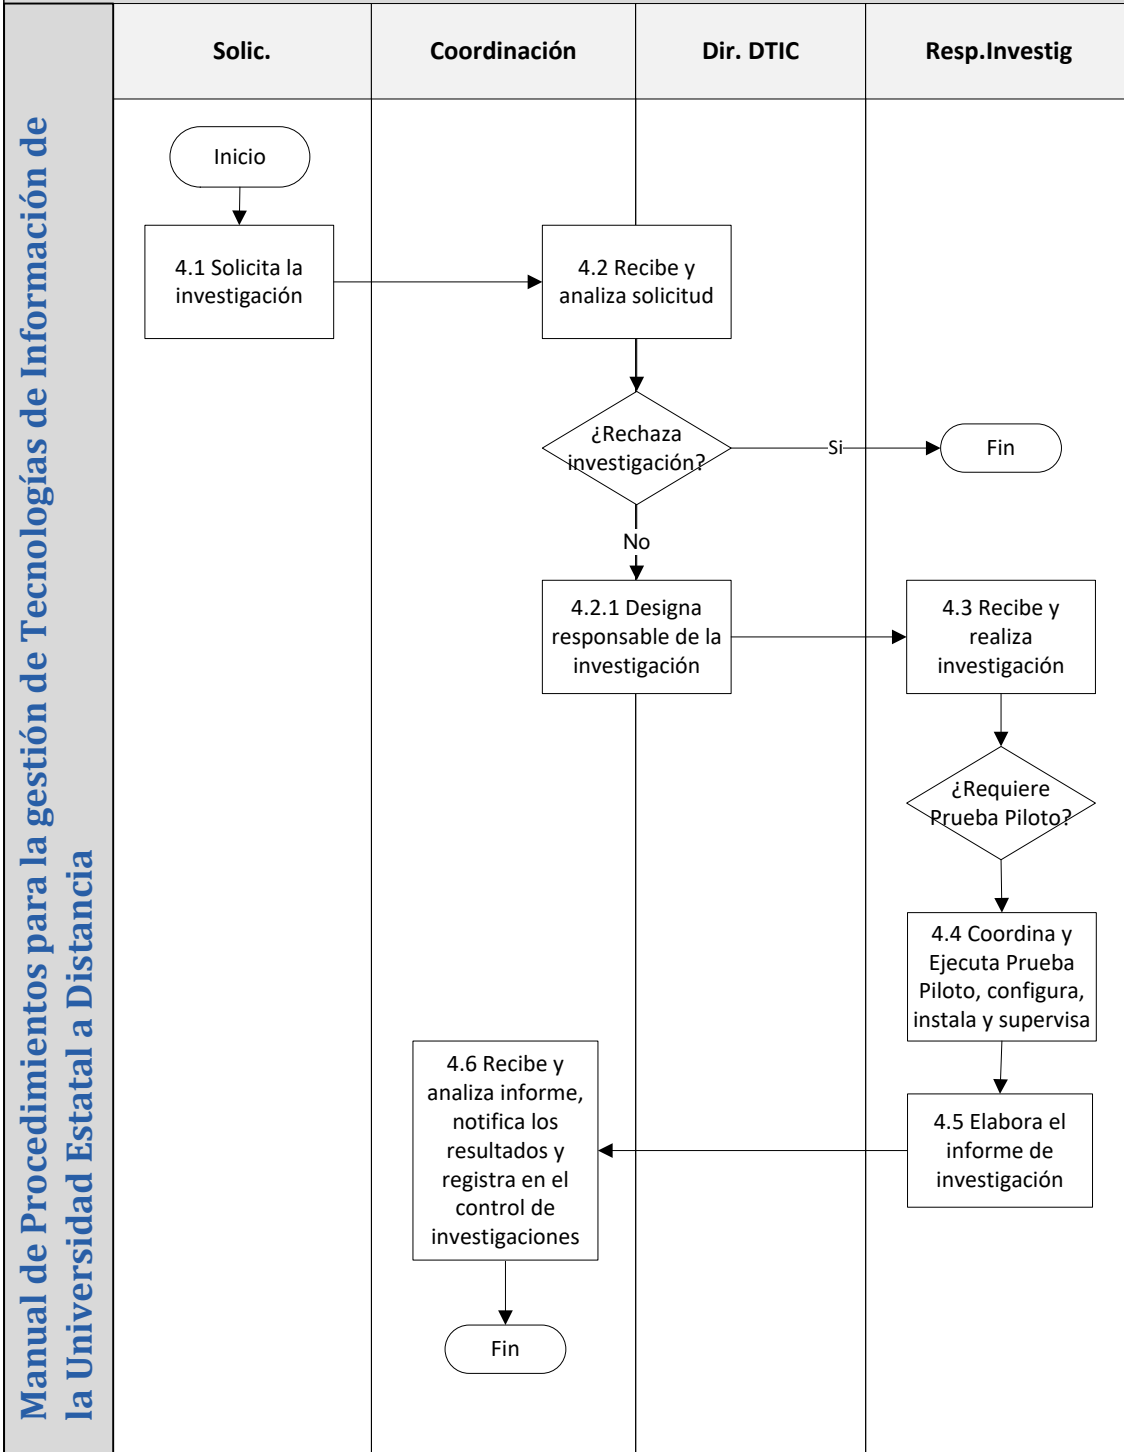 Manual de Procedimientos para la gestión de Tecnologías de Información de
la Universidad Estatal a Distancia
Solic.
Coordinación
Dir. DTIC
Resp.Investig
Inicio
4.1 Solicita la
investigación
4.2 Recibe y
analiza solicitud
¿Rechaza
investigación?
Si
Fin
No
4.2.1 Designa
responsable de la
investigación
4.3 Recibe y
realiza
investigación
¿Requiere
Prueba Piloto?
4.4 Coordina y
Ejecuta Prueba
Piloto, configura,
instala y supervisa
4.5 Elabora el
informe de
investigación
4.6 Recibe y
analiza informe,
notifica los
resultados y
registra en el
control de
investigaciones
Fin